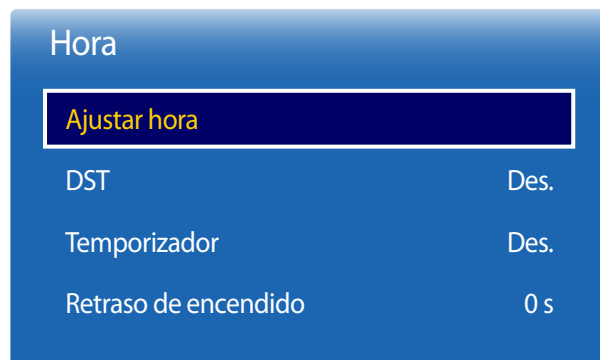 Hora
Ajustar hora
DST Des.
Temporizador Des.
Retraso de encendido 0 s